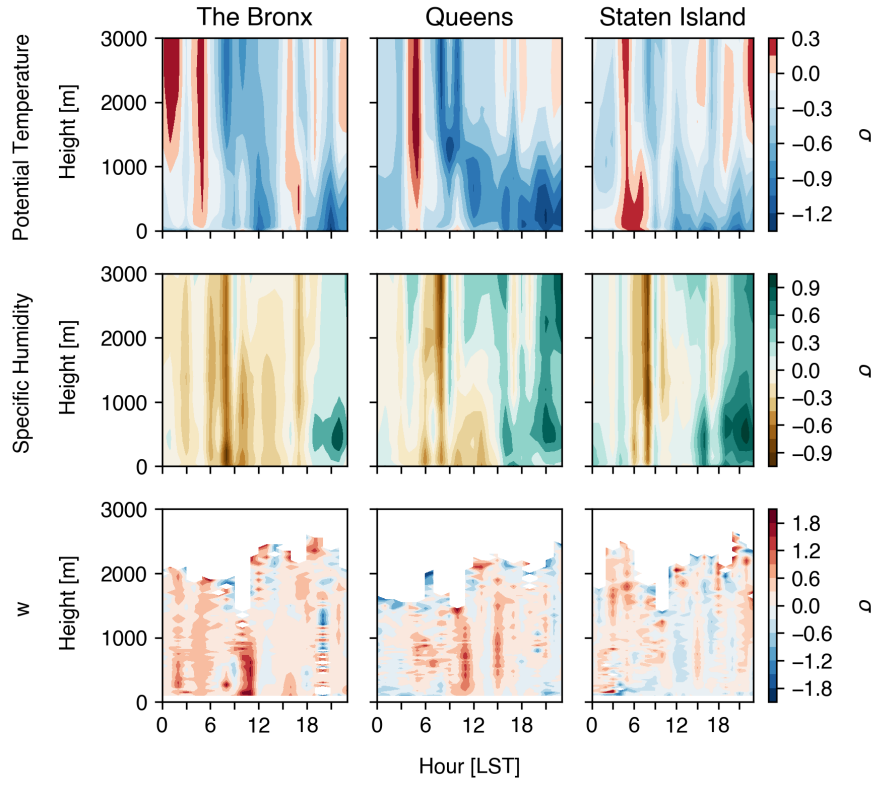 The Bronx Queens Staten Island
Potential Temperature
Height [m]
3000
2000
1000
0
0.3
0.0
−0.3
−0.6
−0.9
−1.2
σ
Specific Humidity
Height [m]
3000
2000
1000
0
0.9
0.6
0.3
0.0
−0.3
−0.6
−0.9
σ
w
Height [m]
3000
2000
1000
0
1.8
1.2
0.6
0.0
−0.6
−1.2
−1.8
σ
0 6 12 18 0 6 12 18 0 6 12 18
Hour [LST]